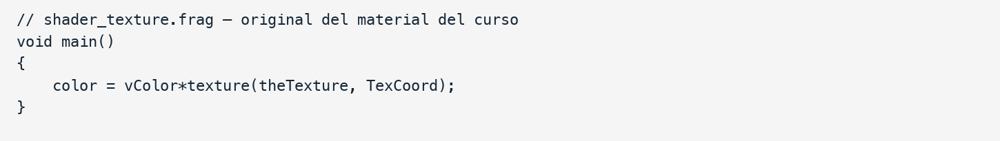 // shader_texture.frag — original del material del curso
void main()
{
    color = vColor*texture(theTexture, TexCoord);
}